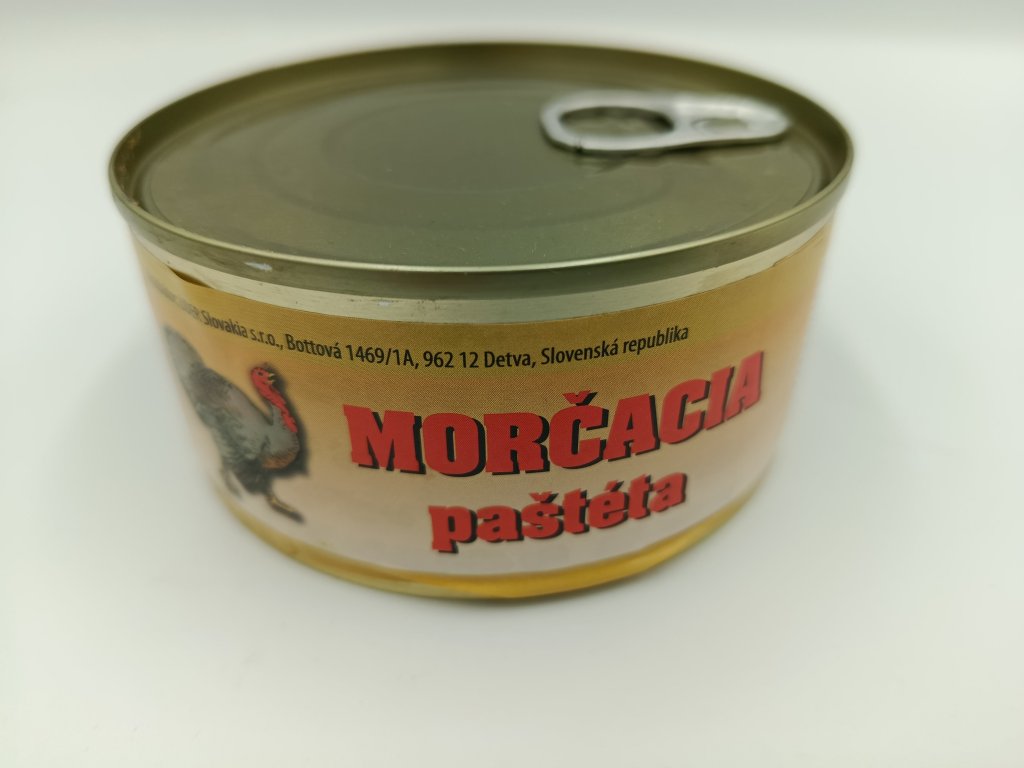 Slovakia s.r.o., Bottová 1469/1A, 962 12 Detva, Slovenská republika
MORČACIA
paštéta